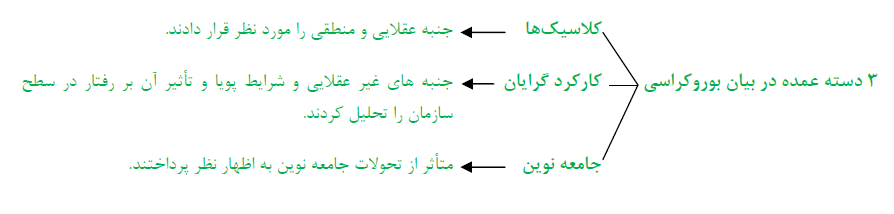 ۳ دسته عمده در بیان بوروکراسی
کلاسیک‌ها
جنبه عقلایی و منطقی را مورد نظر قرار دادند.
کارکرد گرایان
جنبه های غیر عقلایی و شرایط پویا و تأثیر آن بر رفتار در سطح
سازمان را تحلیل کردند.
جامعه نوین
متأثر از تحولات جامعه نوین به اظهار نظر پرداختند.